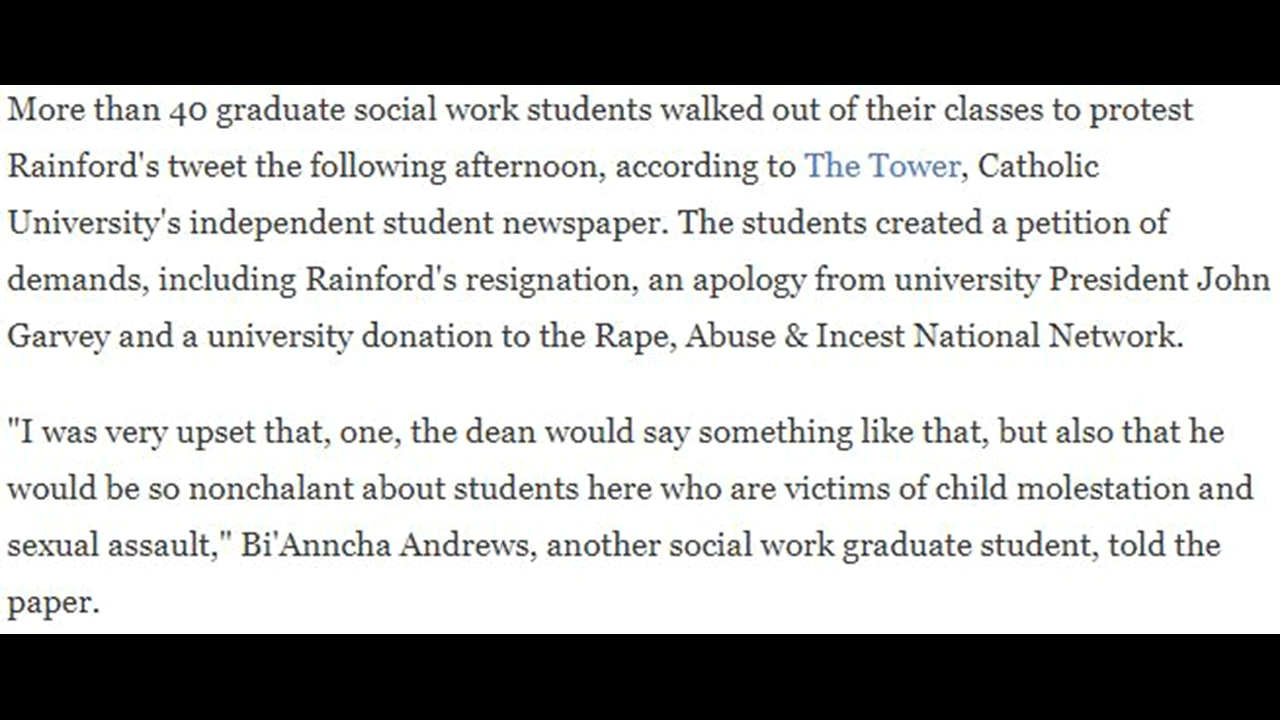 More than 40 graduate social work students walked out of their classes to protest
Rainford's tweet the following afternoon, according to The Tower, Catholic
University's independent student newspaper. The students created a petition of
demands, including Rainford's resignation, an apology from university President John
Garvey and a university donation to the Rape, Abuse & Incest National Network.
"I was very upset that, one, the dean would say something like that, but also that he
would be so nonchalant about students here who are victims of child molestation and
sexual assault," Bi'Anncha Andrews, another social work graduate student, told the
paper.